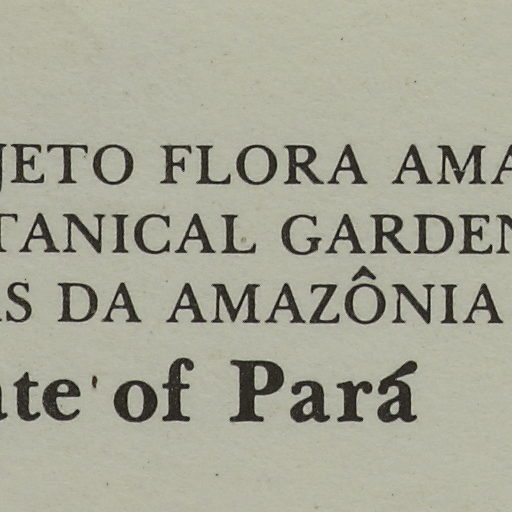 JETO FLORA AMA
TANICAL GARDEN
AS DA AMAZÔNIA
ate of Pará